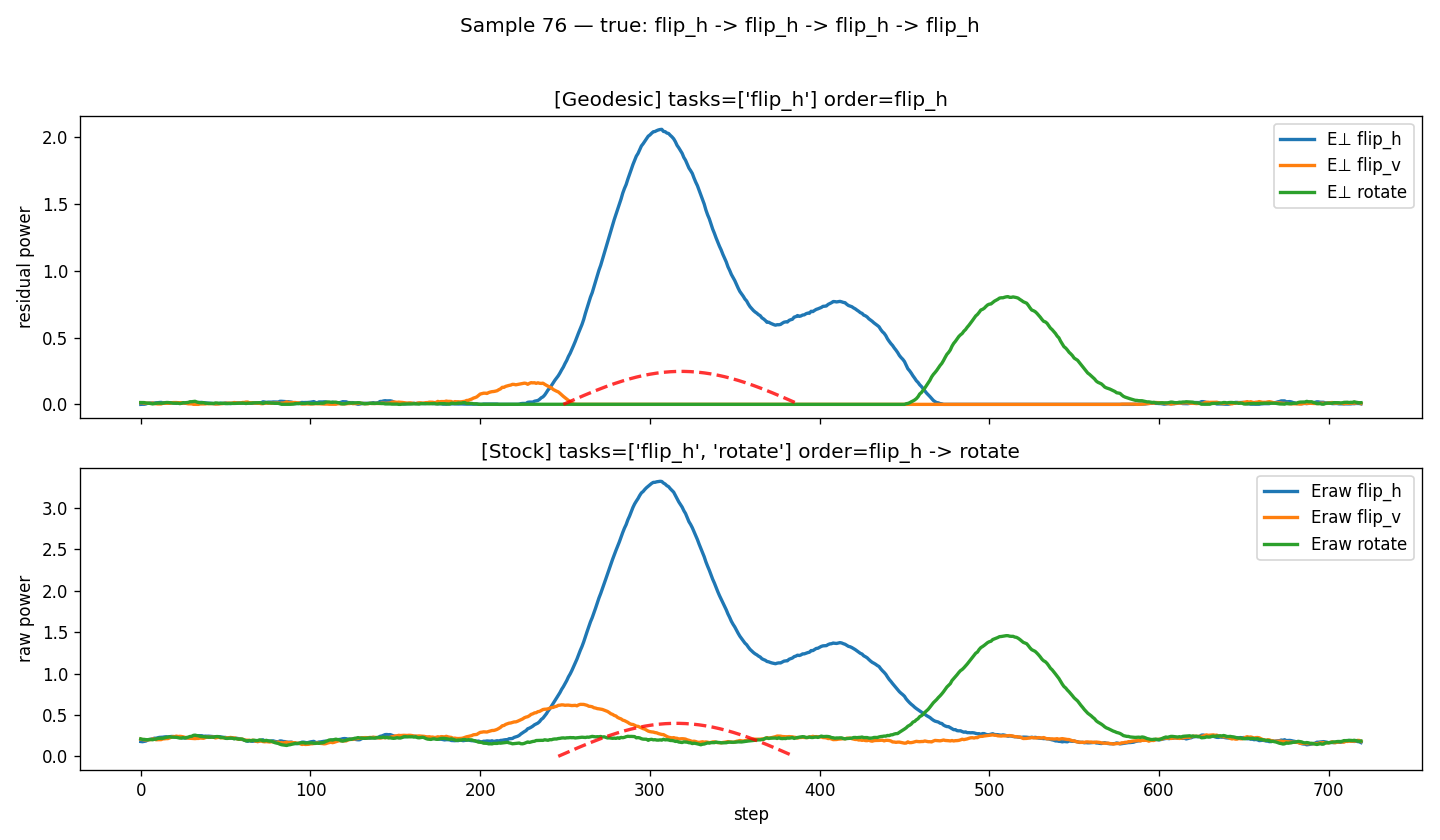 Sample 76 — true: flip_h -> flip_h -> flip_h -> flip_h
[Geodesic] tasks=['flip_h'] order=flip_h
2.0
1.5
1.0
0.5
0.0
residual power
E⊥ flip_h
E⊥ flip_v
E⊥ rotate
[Stock] tasks=['flip_h', 'rotate'] order=flip_h -> rotate
3.0
2.5
2.0
1.5
1.0
0.5
0.0
raw power
Eraw flip_h
Eraw flip_v
Eraw rotate
0 100 200 300 400 500 600 700
step